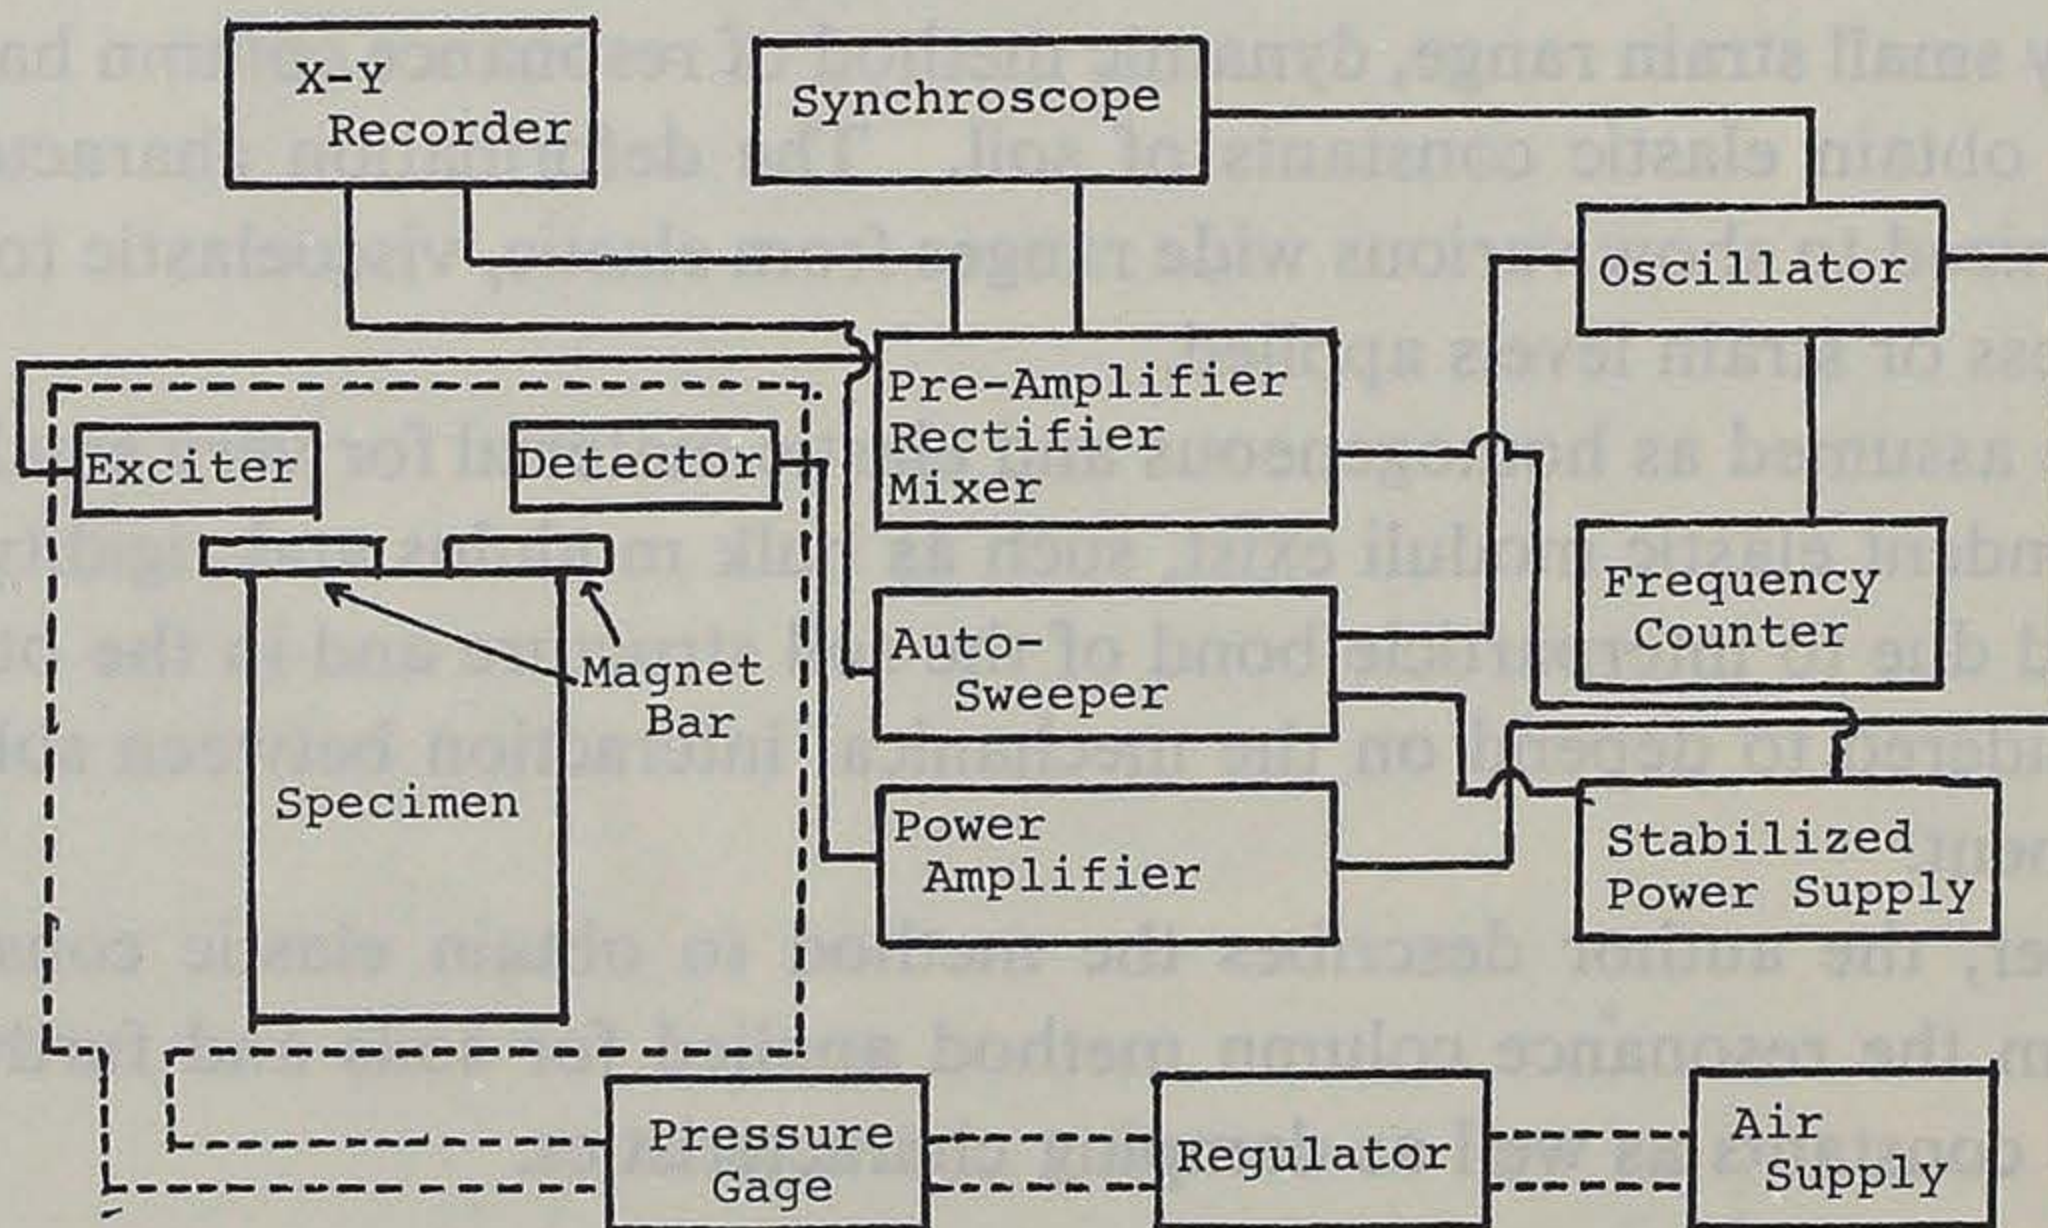 X-Y
Recorder
Synchroscope
Oscillator
Pre-Amplifier
Rectifier
Mixer
Exciter
Detector
Frequency
Counter
Auto-
Sweeper
Magnet
Bar
Specimen
Power
Amplifier
Stabilized
Power Supply
Pressure
Gage
Regulator
Air
Supply